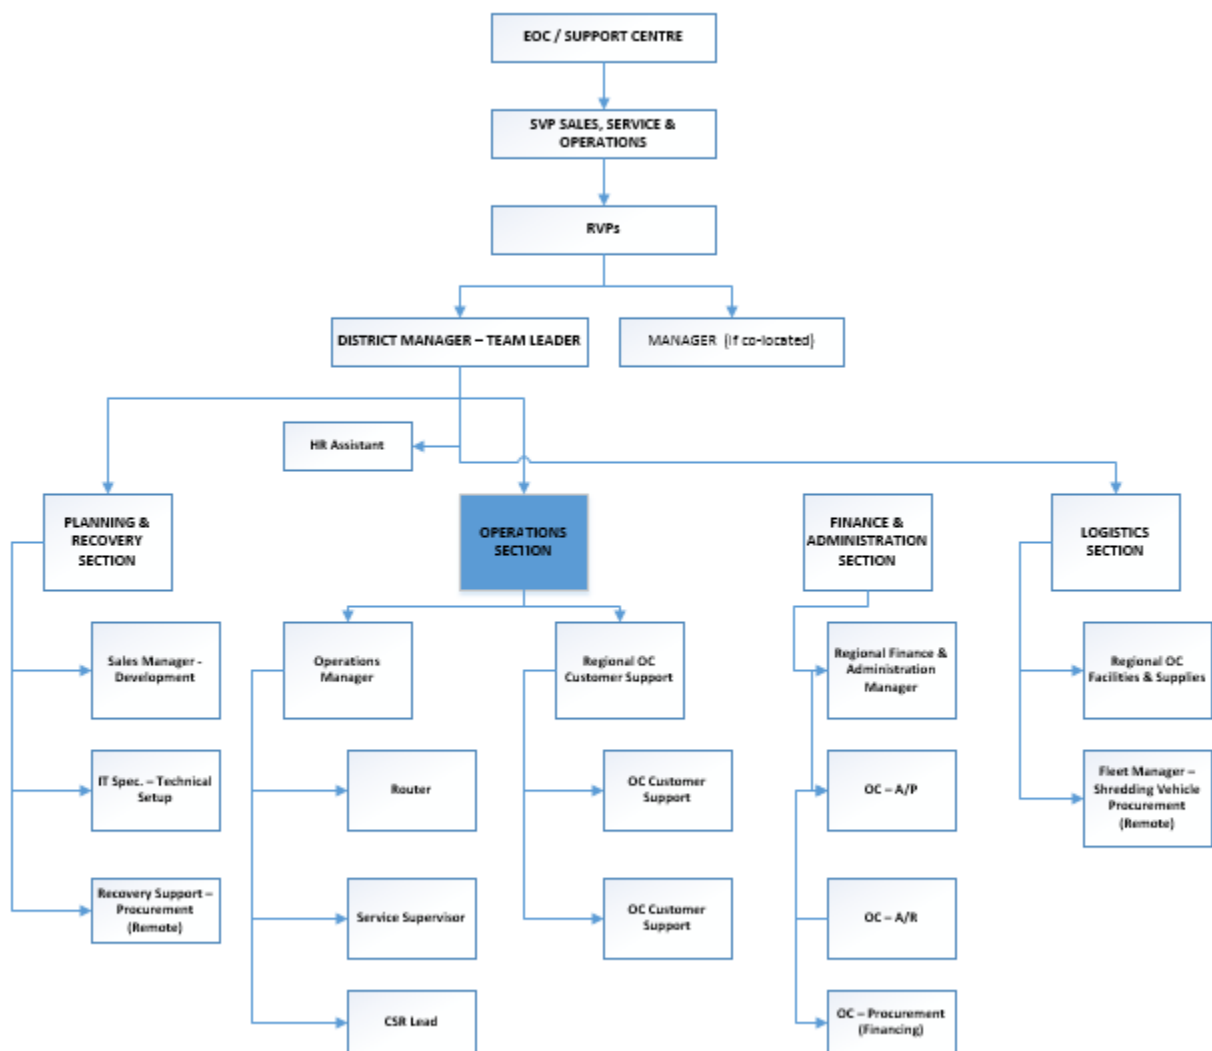 EOC / SUPPORT CENTRE
SVP SALES, SERVICE &
OPERATIONS
RVPs
DISTRICT MANAGER – TEAM LEADER
MANAGER (If co-located)
HR Assistant
PLANNING &
RECOVERY
SECTION
OPERATIONS
SECTION
FINANCE &
ADMINISTRATION
SECTION
LOGISTICS
SECTION
Sales Manager -
Development
Operations
Manager
Regional OC
Customer Support
Regional Finance &
Administration
Manager
Regional OC
Facilities & Supplies
IT Spec. – Technical
Setup
Router
OC Customer
Support
OC – A/P
Fleet Manager –
Shredding Vehicle
Procurement
(Remote)
Recovery Support –
Procurement
(Remote)
Service Supervisor
OC Customer
Support
OC – A/R
CSR Lead
OC – Procurement
(Financing)